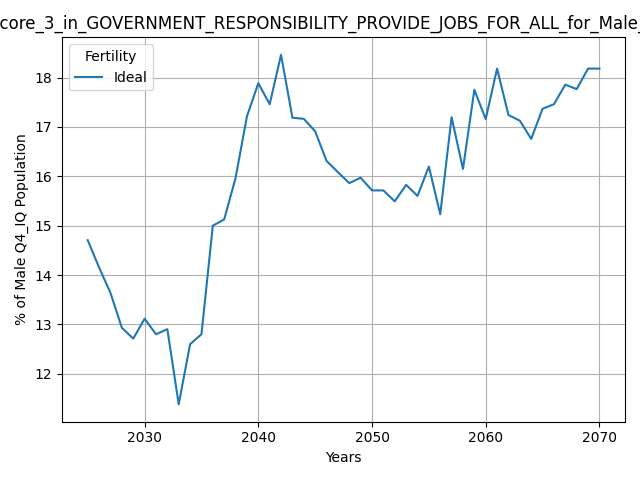 core_3_in_GOVERNMENT_RESPONSIBILITY_PROVIDE_JOBS_FOR_ALL_for_Male_
Fertility
Ideal
18
17
16
15
14
13
12
% of Male Q4_IQ Population
2030 2040 2050 2060 2070
Years